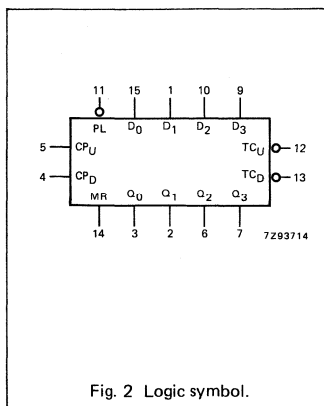 11 15 1 10 9
PL D0 D1 D2 D3
5 CPU TCU 12
4 CPD TCD 13
MR Q0 Q1 Q2 Q3
14 3 2 6 7 7Z93714
Fig. 2 Logic symbol.